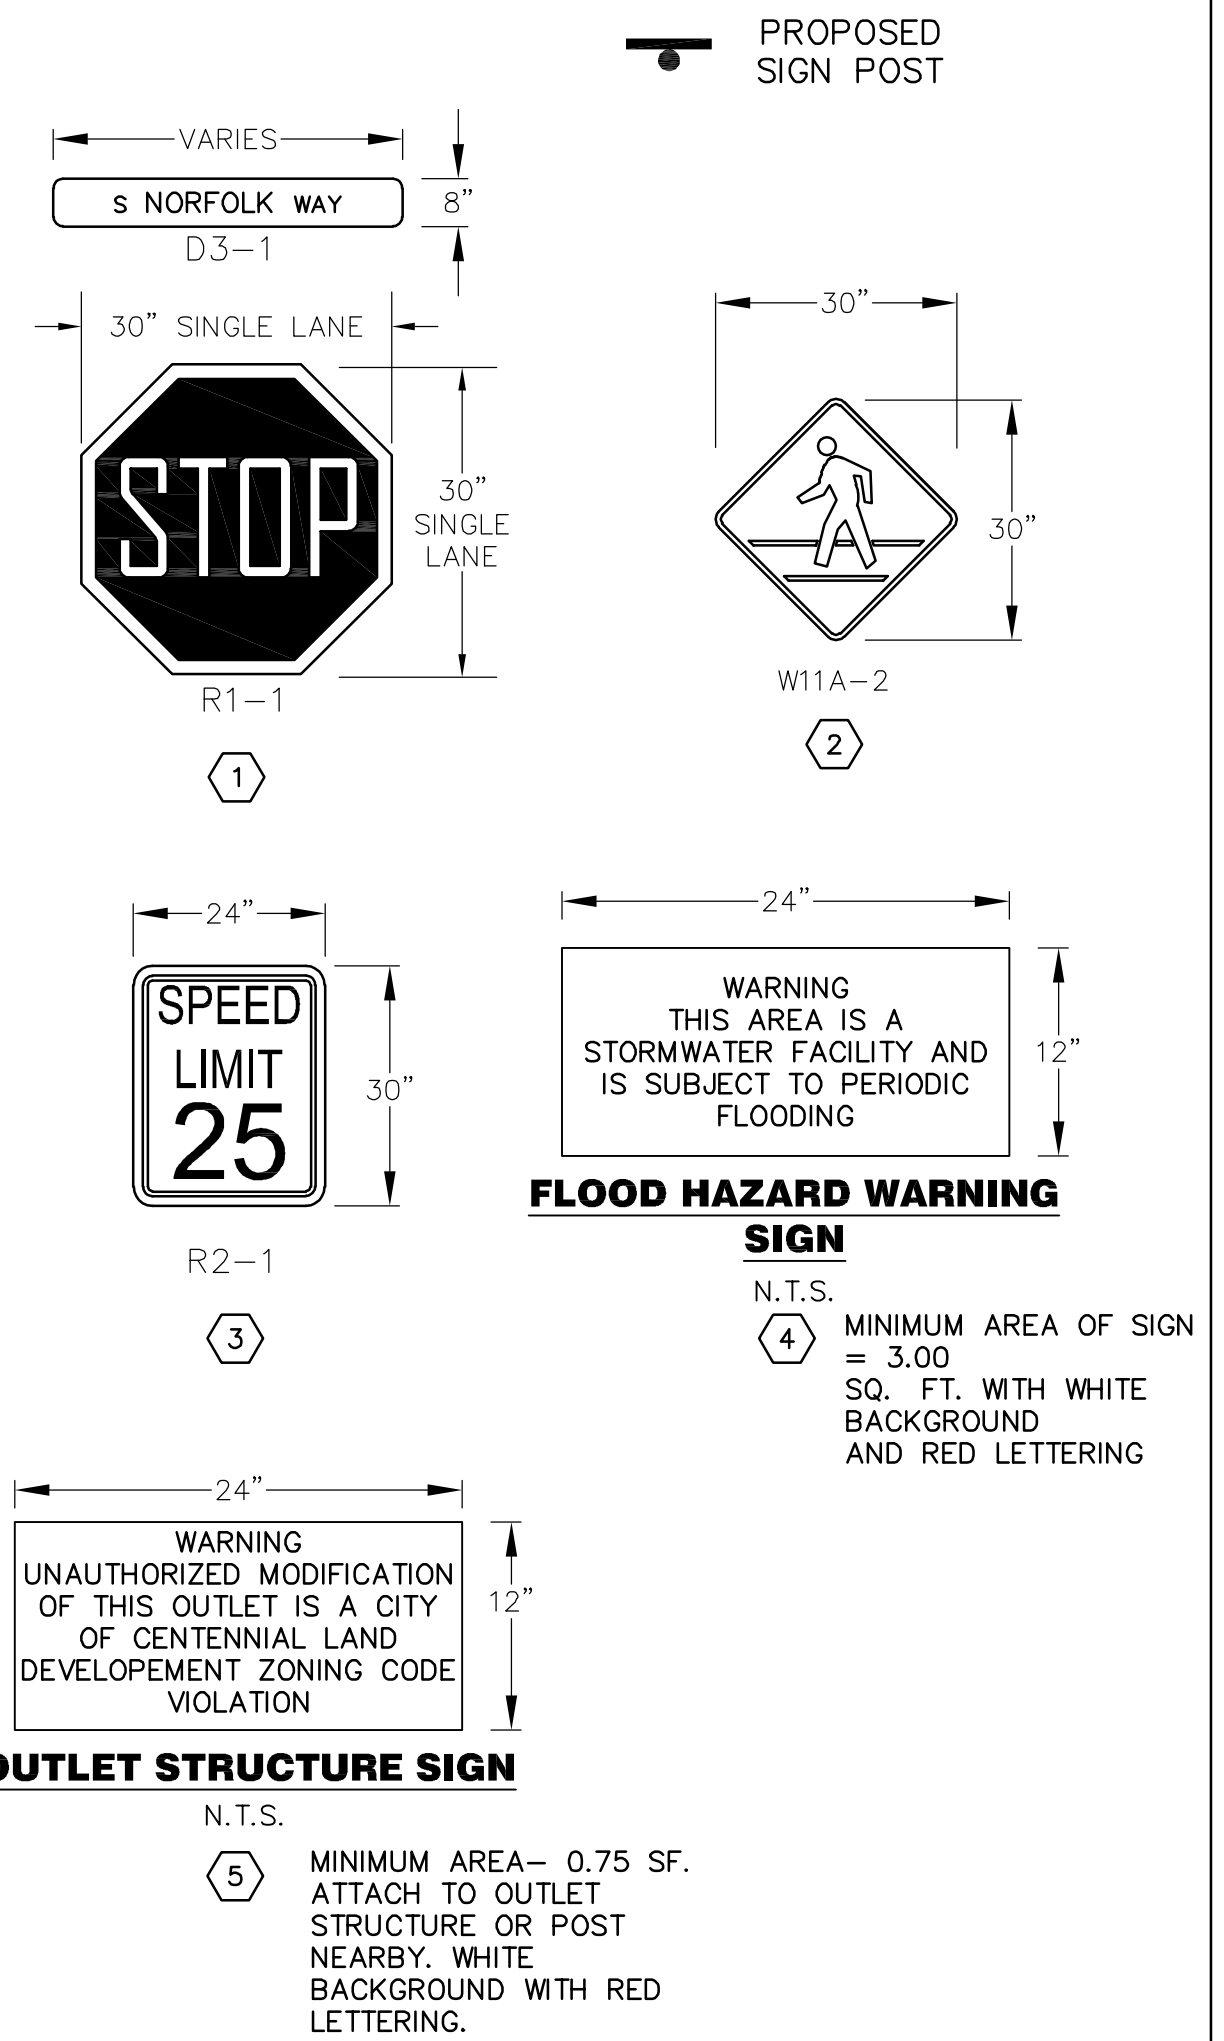 PROPOSED
SIGN POST
VARIES
S NORFOLK WAY
8"
D3-1
30" SINGLE LANE
STOP
30"
SINGLE
LANE
R1-1
1
30"
30"
W11A-2
2
24"
SPEED
LIMIT
25
30"
R2-1
3
24"
WARNING
THIS AREA IS A
STORMWATER FACILITY AND
IS SUBJECT TO PERIODIC
FLOODING
12"
FLOOD HAZARD WARNING
SIGN
N.T.S.
4
MINIMUM AREA OF SIGN
= 3.00
SQ. FT. WITH WHITE
BACKGROUND
AND RED LETTERING
24"
WARNING
UNAUTHORIZED MODIFICATION
OF THIS OUTLET IS A CITY
OF CENTENNIAL LAND
DEVELOPEMENT ZONING CODE
VIOLATION
12"
OUTLET STRUCTURE SIGN
N.T.S.
5
MINIMUM AREA- 0.75 SF.
ATTACH TO OUTLET
STRUCTURE OR POST
NEARBY. WHITE
BACKGROUND WITH RED
LETTERING.